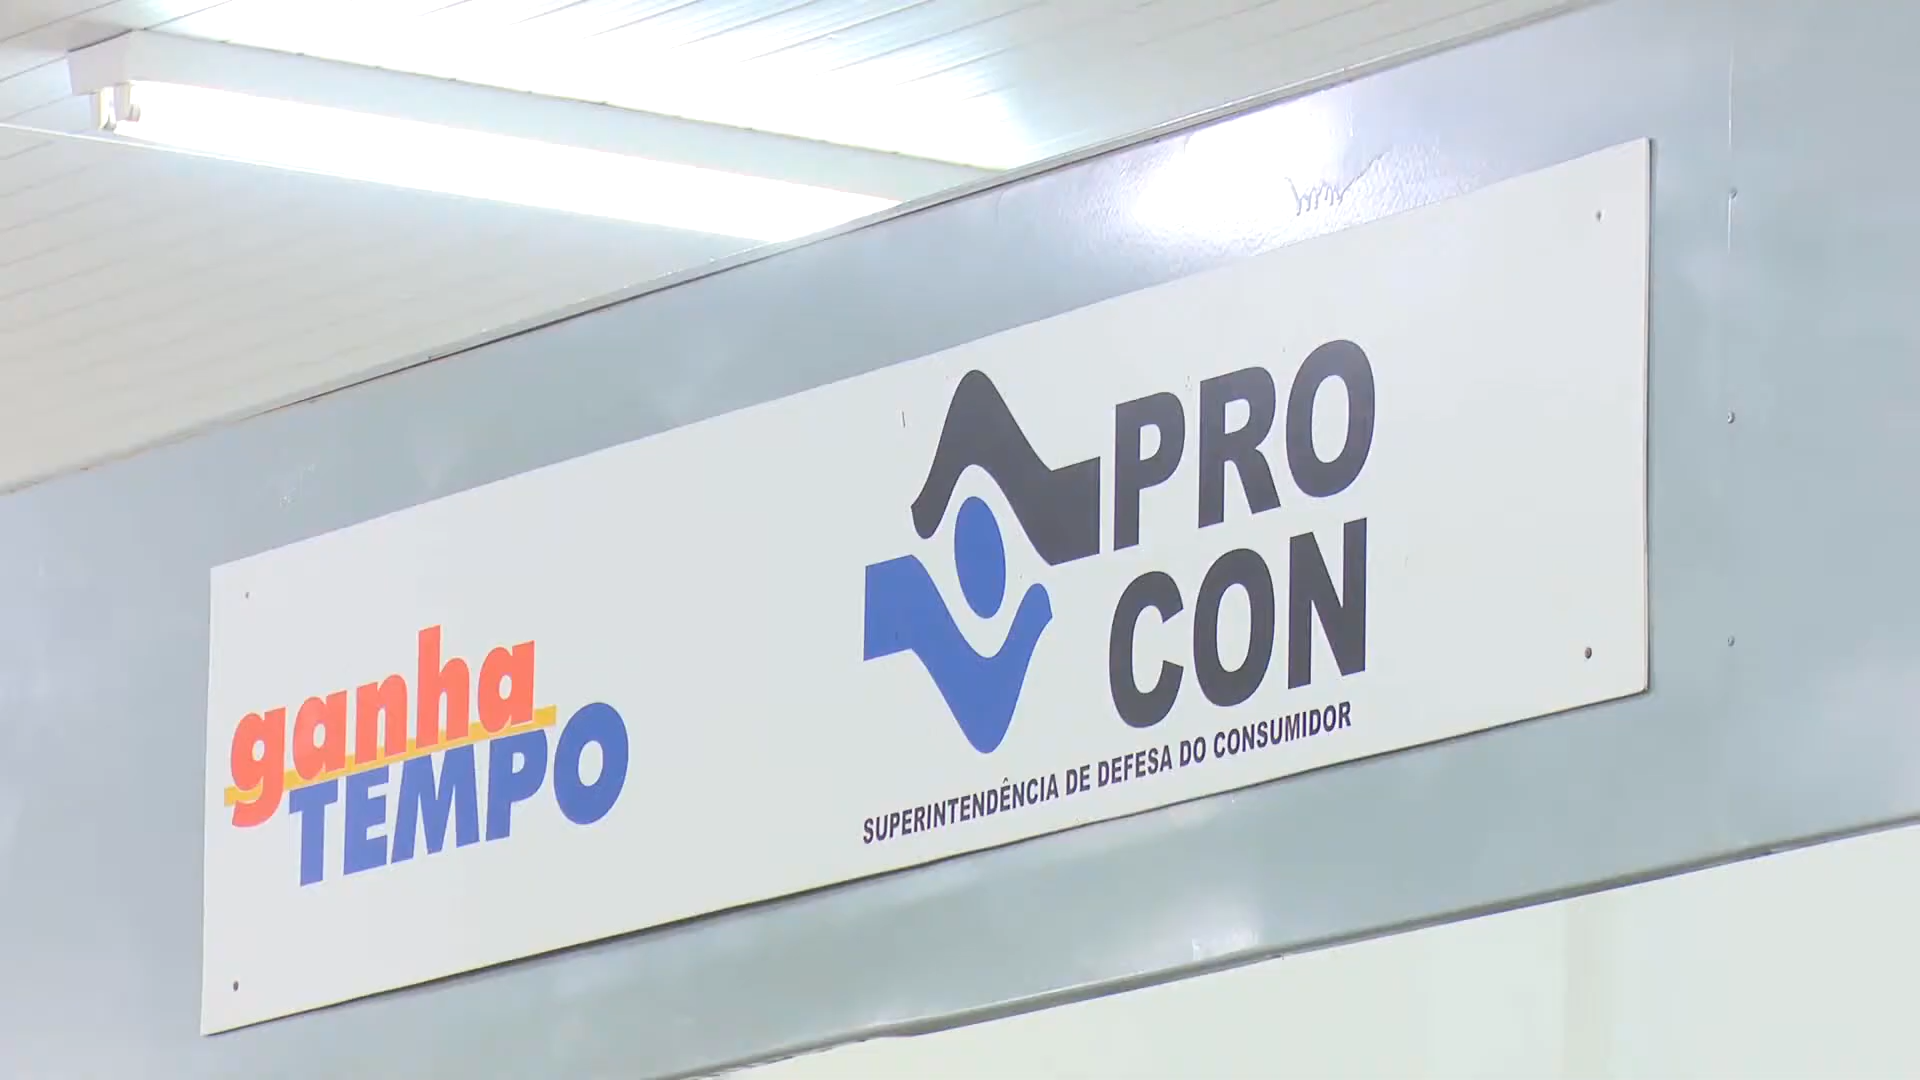 ganha
TEMPO
PRO
CON
SUPERINTENDÊNCIA DE DEFESA DO CONSUMIDOR